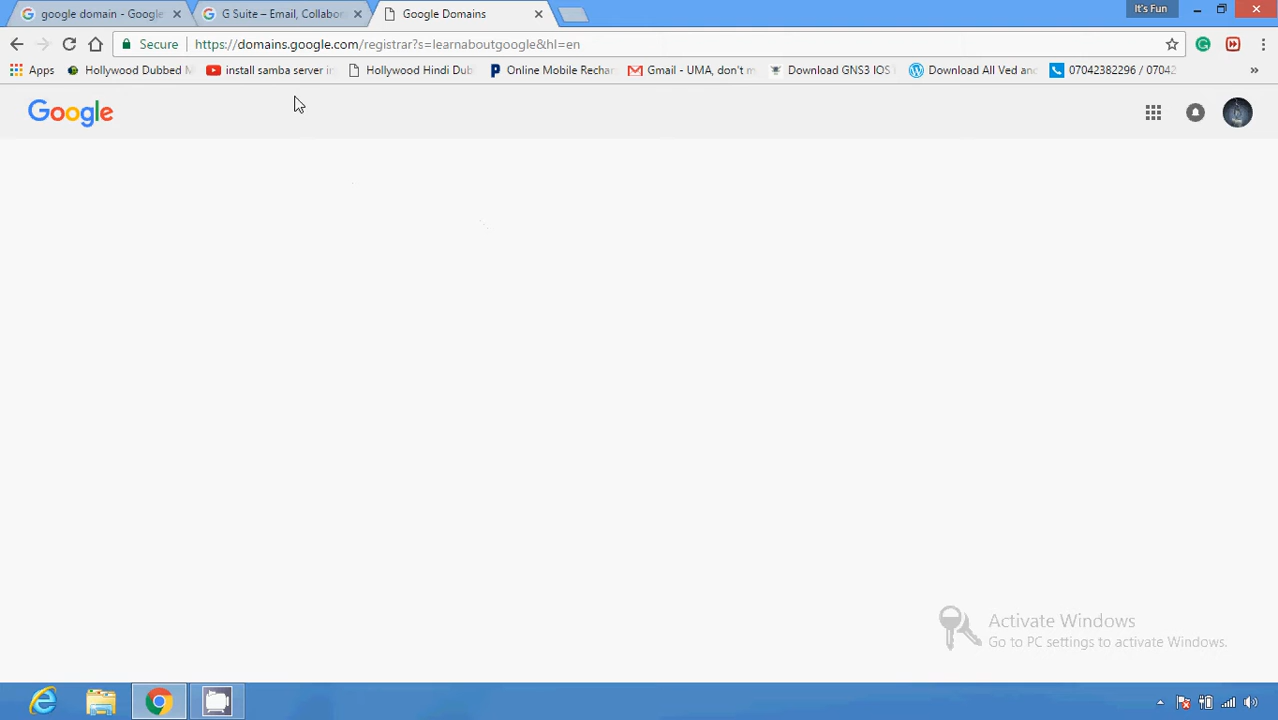 google domain - Google
G Suite – Email, Collabor
Google Domains
It's Fun
Secure
https://domains.google.com/registrar?s=learnaboutgoogle&hl=en
Apps
Hollywood Dubbed M
install samba server in
Hollywood Hindi Dub
Online Mobile Rechar
Gmail - UMA, don't m
Download GNS3 IOS
Download All Ved and
07042382296 / 07042
Google
Activate Windows
Go to PC settings to activate Windows.